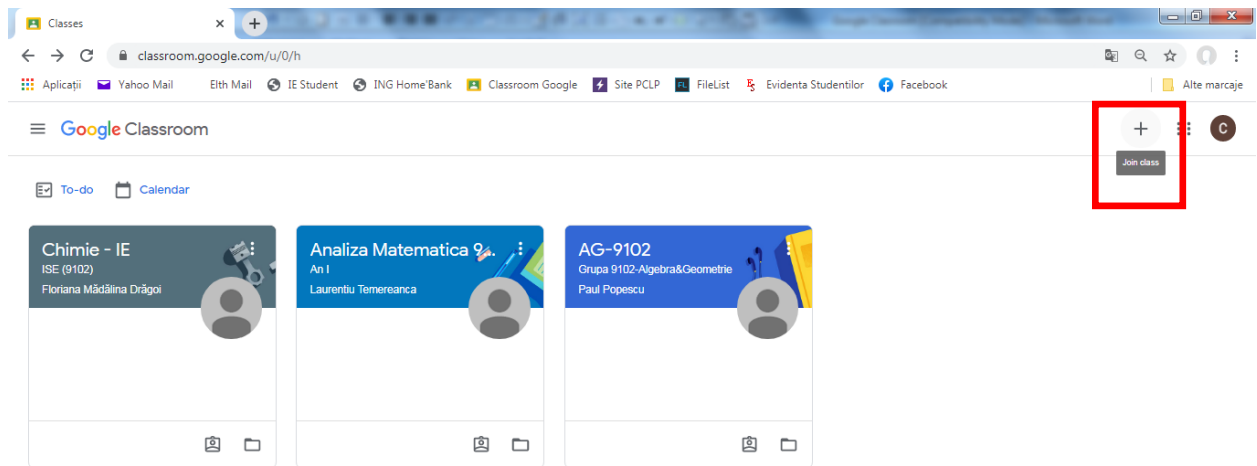 Classes
classroom.google.com/u/0/h
Aplicații Yahoo Mail Elth Mail IE Student ING Home'Bank Classroom Google Site PCLP FL FileList Evidenta Studentilor Facebook Alte marcaje
Google Classroom
C
Join class
To-do Calendar
Chimie - IE
ISE (9102)
Floriana Mădălina Drăgoi
Analiza Matematica 9
An I
Laurentiu Temereanca
AG-9102
Grupa 9102-Algebra&Geometrie
Paul Popescu